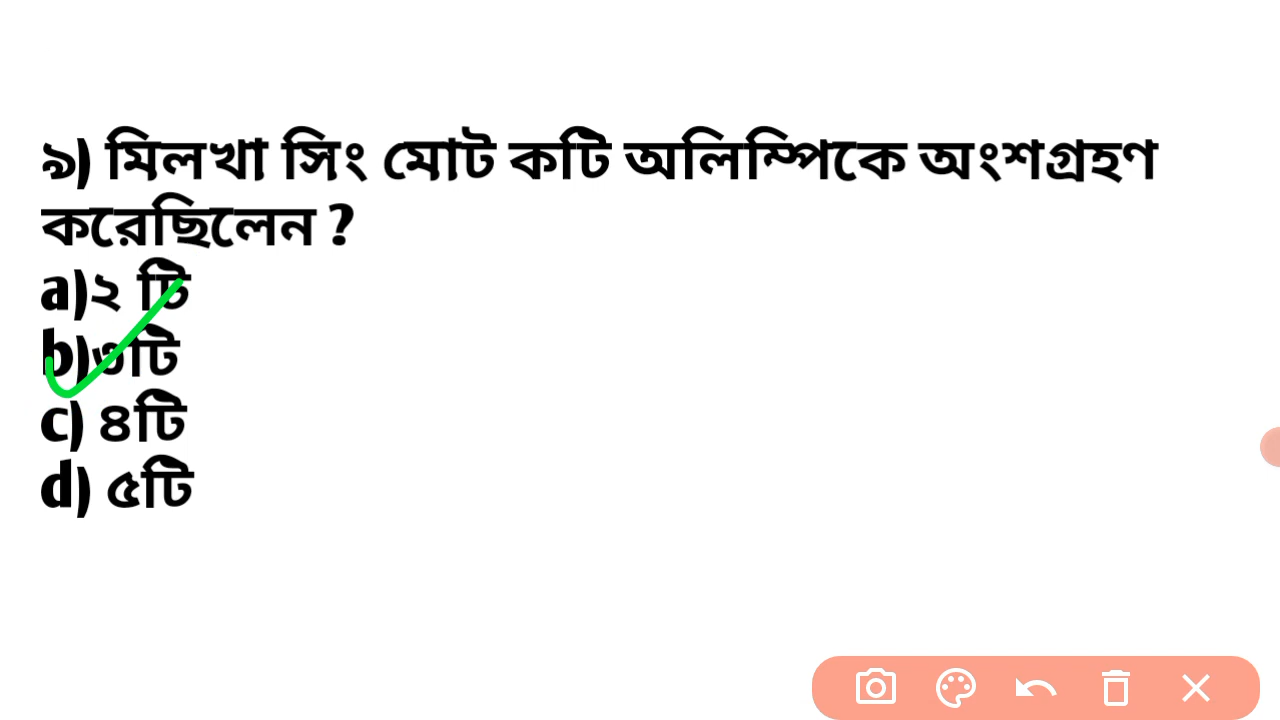 ৯) মিলখা সিং মোট কটি অলিম্পিকে অংশগ্রহণ
করেছিলেন ?
a)২ টি
b)৩টি
c) ৪টি
d) ৫টি